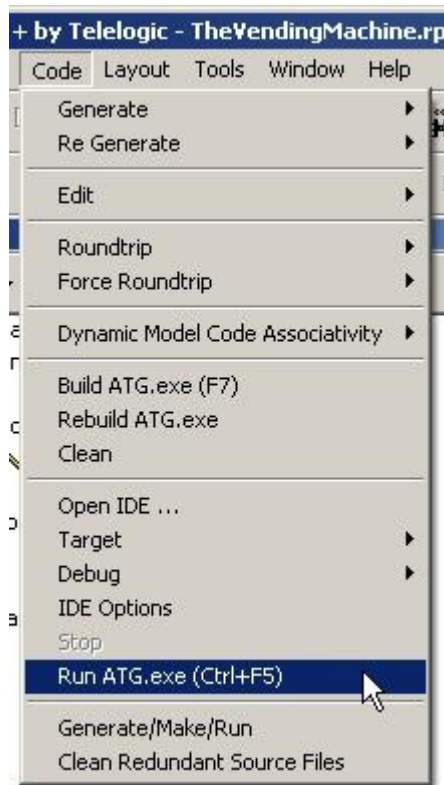 + by Telelogic - TheVendingMachine.rp
Code Layout Tools Window Help
Generate
Re Generate
Edit
Roundtrip
Force Roundtrip
Dynamic Model Code Associativity
Build ATG.exe (F7)
Rebuild ATG.exe
Clean
Open IDE ...
Target
Debug
IDE Options
Stop
Run ATG.exe (Ctrl+F5)
Generate/Make/Run
Clean Redundant Source Files